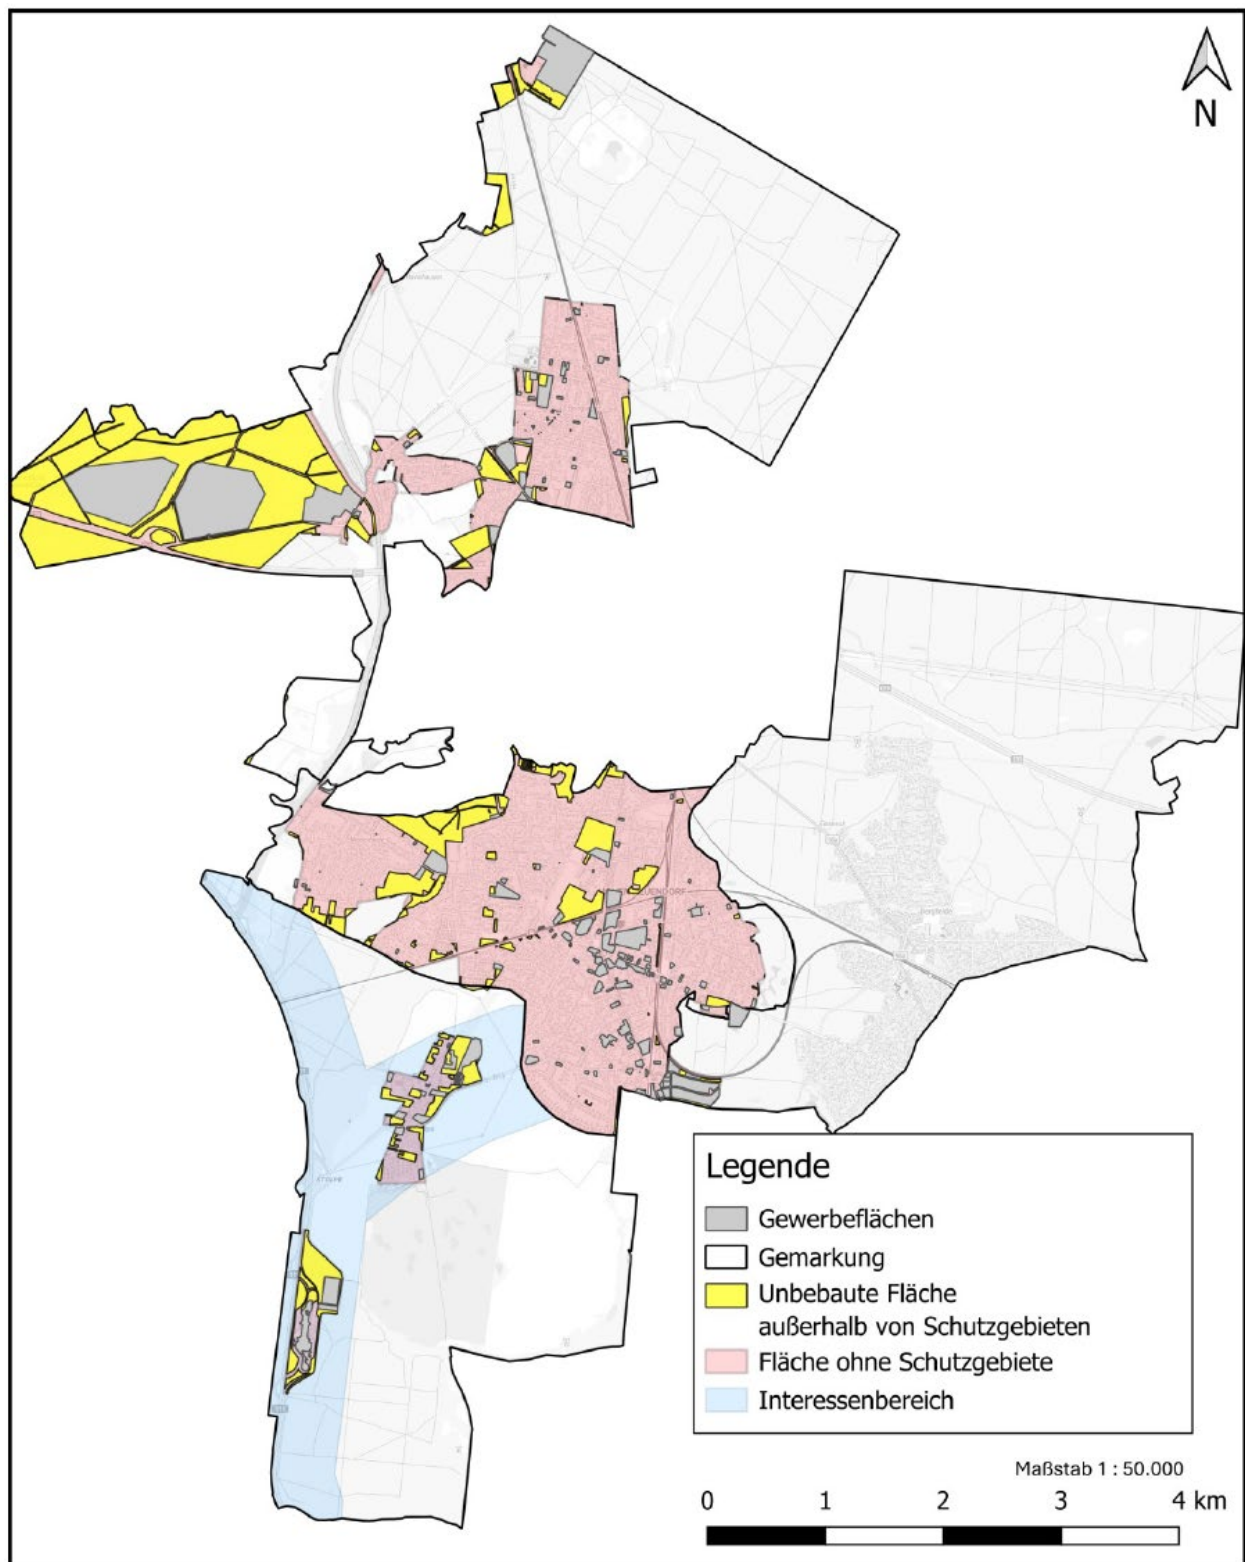 N
Legende
Gewerbeflächen
Gemarkung
Unbebaute Fläche
außerhalb von Schutzgebieten
Fläche ohne Schutzgebiete
Interessenbereich
Maßstab 1 : 50.000
0 1 2 3 4 km